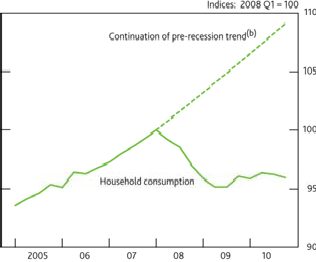 Indices: 2008 Q1 = 100
110
Continuation of pre-recession trend(b)
105
100
Household consumption
95
90
2005 06 07 08 09 10